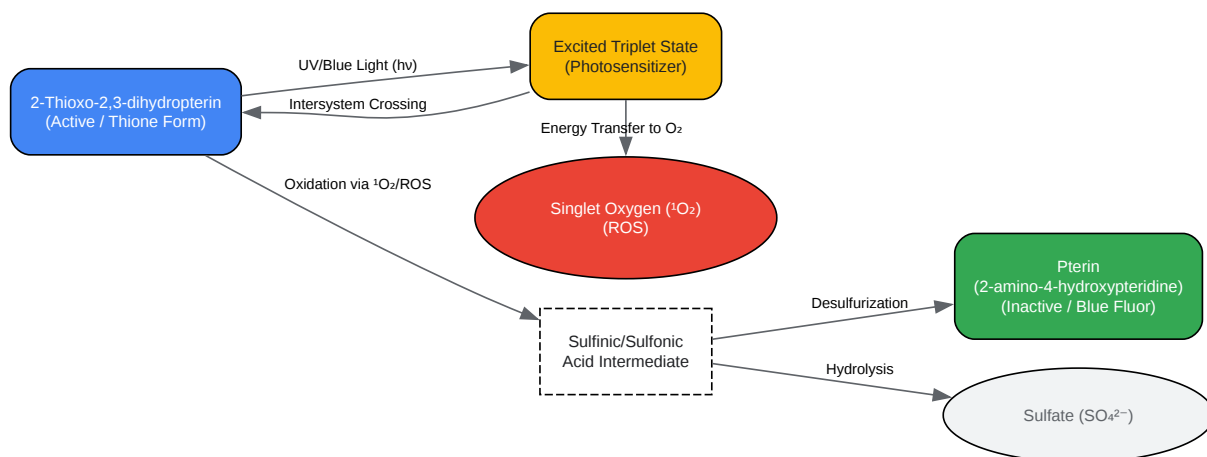 Excited Triplet State
(Photosensitizer)
UV/Blue Light (hν)
2-Thioxo-2,3-dihydropterin
(Active / Thione Form)
Intersystem Crossing
Energy Transfer to O₂
Oxidation via ¹O₂/ROS
Singlet Oxygen (¹O₂)
(ROS)
Pterin
(2-amino-4-hydroxypteridine)
(Inactive / Blue Fluor)
Desulfurization
Sulfinic/Sulfonic
Acid Intermediate
Hydrolysis
Sulfate (SO₄²⁻)